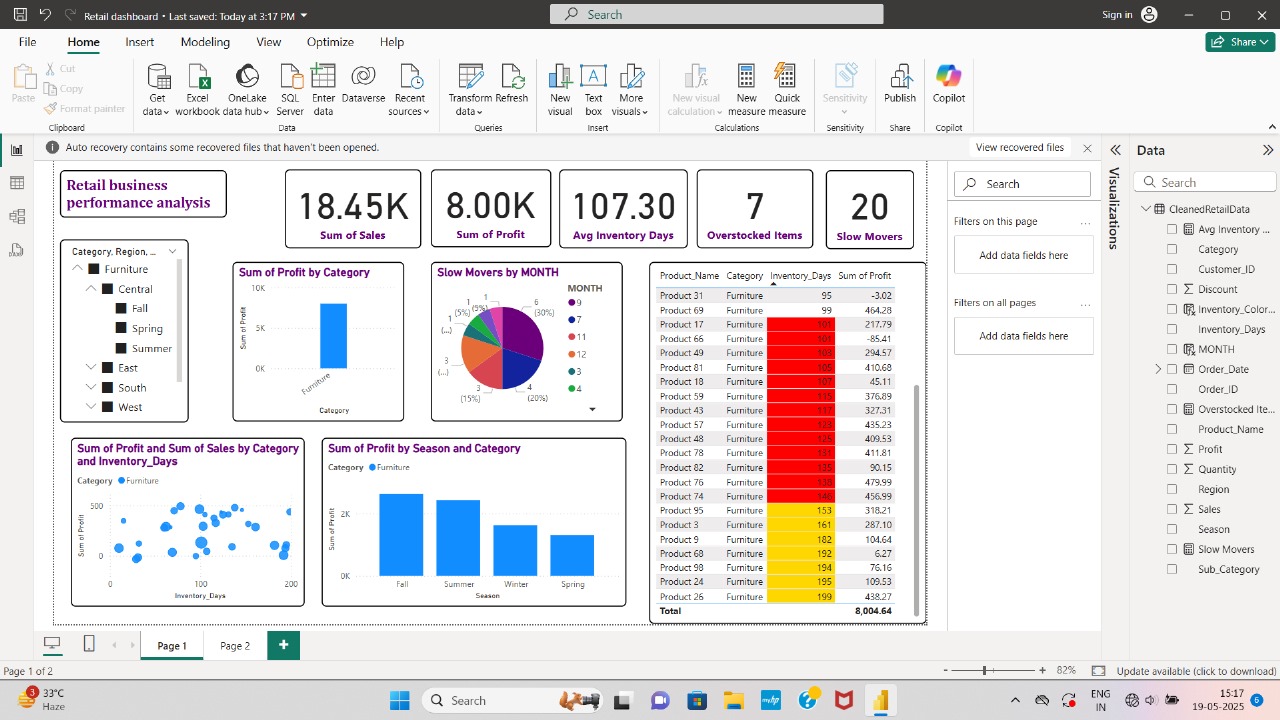 Retail dashboard • Last saved: Today at 3:17 PM
Search
Sign in
File Home Insert Modeling View Optimize Help
Share
Paste
Cut
Copy
Format painter
Clipboard
Get data
Excel workbook
OneLake data hub
SQL Server
Enter data
Dataverse
Recent sources
Data
Transform data
Refresh
Queries
New visual
Text box
More visuals
Insert
New visual calculation
New measure
Quick measure
Calculations
Sensitivity
Sensitivity
Publish
Share
Copilot
Copilot
Auto recovery contains some recovered files that haven't been opened.
View recovered files
Retail business
performance analysis
18.45K
Sum of Sales
8.00K
Sum of Profit
107.30
Avg Inventory Days
7
Overstocked Items
20
Slow Movers
Category, Region, ...
Furniture
Central
Fall
Spring
Summer
East
South
West
Sum of Profit by Category
10K
5K
0K
Sum of Profit
Furniture
Category
Slow Movers by MONTH
6
(30%)
4
(20%)
3
(15%)
3
(...)
1
(...)
1
(5%)
1
(5%)
1
MONTH
9
7
11
12
3
4
Product_Name Category Inventory_Days Sum of Profit
Product 31 Furniture 95 -3.02
Product 69 Furniture 99 464.28
Product 17 Furniture 101 217.79
Product 66 Furniture 101 -85.41
Product 49 Furniture 103 294.57
Product 81 Furniture 105 410.68
Product 18 Furniture 107 45.11
Product 59 Furniture 115 376.89
Product 43 Furniture 117 327.31
Product 57 Furniture 123 435.23
Product 48 Furniture 125 409.53
Product 78 Furniture 131 411.81
Product 82 Furniture 135 90.15
Product 76 Furniture 138 479.99
Product 74 Furniture 146 456.99
Product 95 Furniture 153 318.21
Product 3 Furniture 161 287.10
Product 9 Furniture 182 104.64
Product 68 Furniture 192 6.27
Product 98 Furniture 194 76.16
Product 24 Furniture 195 109.53
Product 26 Furniture 199 438.27
Total 8,004.64
Sum of Profit and Sum of Sales by Category
and Inventory_Days
Category Furniture
500
0
Sum of Profit
0 100 200
Inventory_Days
Sum of Profit by Season and Category
Category Furniture
2K
0K
Sum of Profit
Fall Summer Winter Spring
Season
Search
Filters on this page ...
Add data fields here
Filters on all pages ...
Add data fields here
Visualizations
Data
Search
CleanedRetailData
Avg Inventory ...
Category
Customer_ID
Discount
Inventory_Color...
Inventory_Days
MONTH
Order_Date
Order_ID
Overstocked Ite...
Product_Name
Profit
Quantity
Region
Sales
Season
Slow Movers
Sub_Category
Page 1
Page 2
+
Page 1 of 2
- + 82%
Update available (click to download)
3
33°C
Haze
Search
ENG
IN
15:17
19-05-2025
6